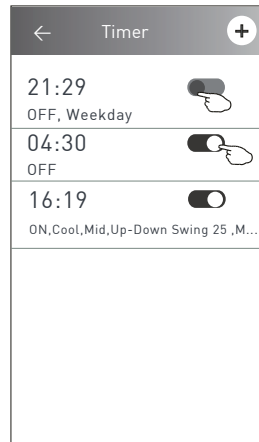 Timer
21:29
OFF, Weekday
04:30
OFF
16:19
ON,Cool,Mid,Up-Down Swing 25 ,M...